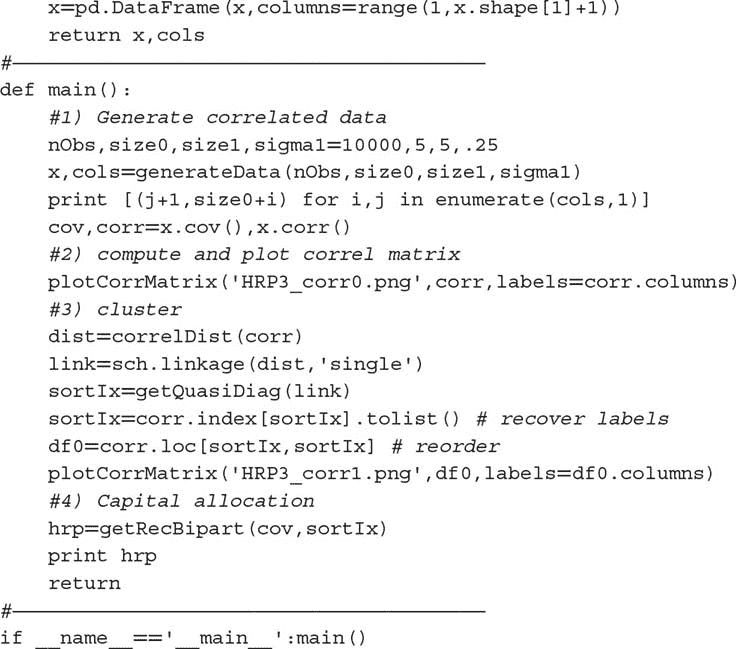 x=pd.DataFrame(x,columns=range(1,x.shape[1]+1))
    return x,cols
#———————————————————————————————
def main():
    #1) Generate correlated data
    nObs,size0,size1,sigma1=10000,5,5,.25
    x,cols=generateData(nObs,size0,size1,sigma1)
    print [(j+1,size0+i) for i,j in enumerate(cols,1)]
    cov,corr=x.cov(),x.corr()
    #2) compute and plot correl matrix
    plotCorrMatrix('HRP3_corr0.png',corr,labels=corr.columns)
    #3) cluster
    dist=correlDist(corr)
    link=sch.linkage(dist,'single')
    sortIx=getQuasiDiag(link)
    sortIx=corr.index[sortIx].tolist() # recover labels
    df0=corr.loc[sortIx,sortIx] # reorder
    plotCorrMatrix('HRP3_corr1.png',df0,labels=df0.columns)
    #4) Capital allocation
    hrp=getRecBipart(cov,sortIx)
    print hrp
    return
#———————————————————————————————
if __name__=='__main__':main()